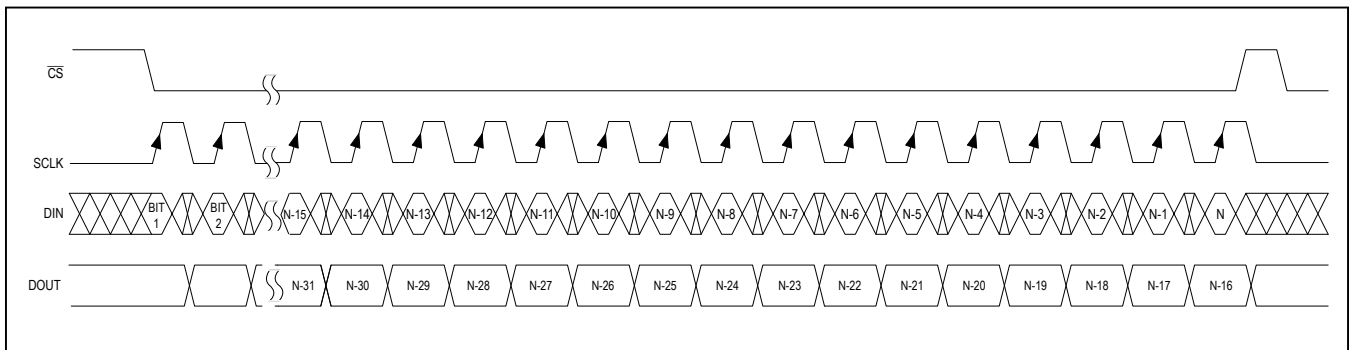 CS
SCLK
DIN BIT 1 BIT 2 N-15 N-14 N-13 N-12 N-11 N-10 N-9 N-8 N-7 N-6 N-5 N-4 N-3 N-2 N-1 N
DOUT N-31 N-30 N-29 N-28 N-27 N-26 N-25 N-24 N-23 N-22 N-21 N-20 N-19 N-18 N-17 N-16